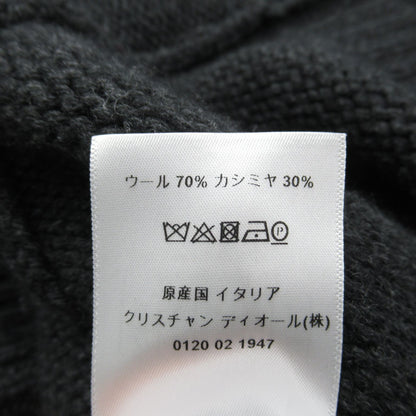 ウール 70% カシミヤ 30%
P
原産国 イタリア
クリスチャン ディオール(株)
0120 02 1947